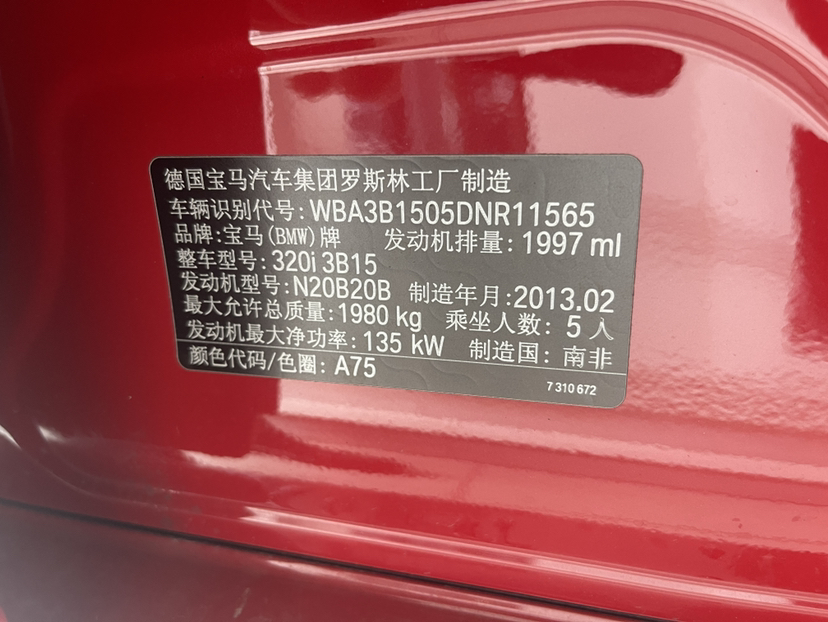 德国宝马汽车集团罗斯林工厂制造
车辆识别代号: WBA3B1505DNR11565
品牌:宝马(BMW)牌 发动机排量: 1997 ml
整车型号: 320i 3B15
发动机型号: N20B20B 制造年月:2013.02
最大允许总质量: 1980 kg 乘坐人数: 5 人
发动机最大净功率: 135 kW 制造国: 南非
颜色代码/色圈: A75
7 310 672